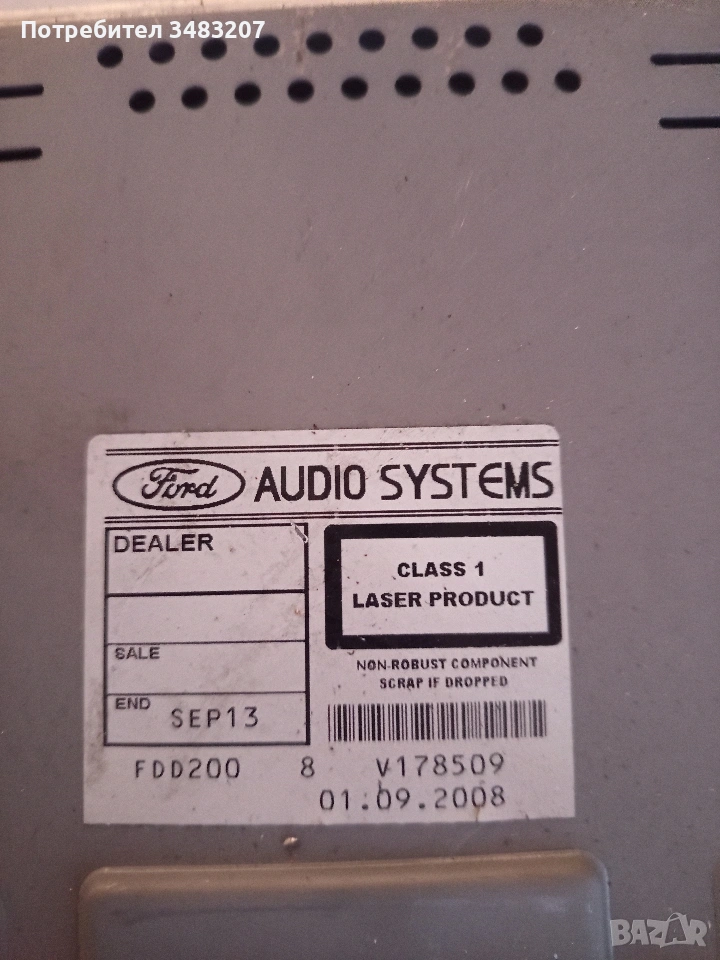 Потребител 3483207
Ford AUDIO SYSTEMS
DEALER
CLASS 1
LASER PRODUCT
SALE
NON-ROBUST COMPONENT
SCRAP IF DROPPED
END SEP13
FDD200 8 V178509
01.09.2008
BAZAR